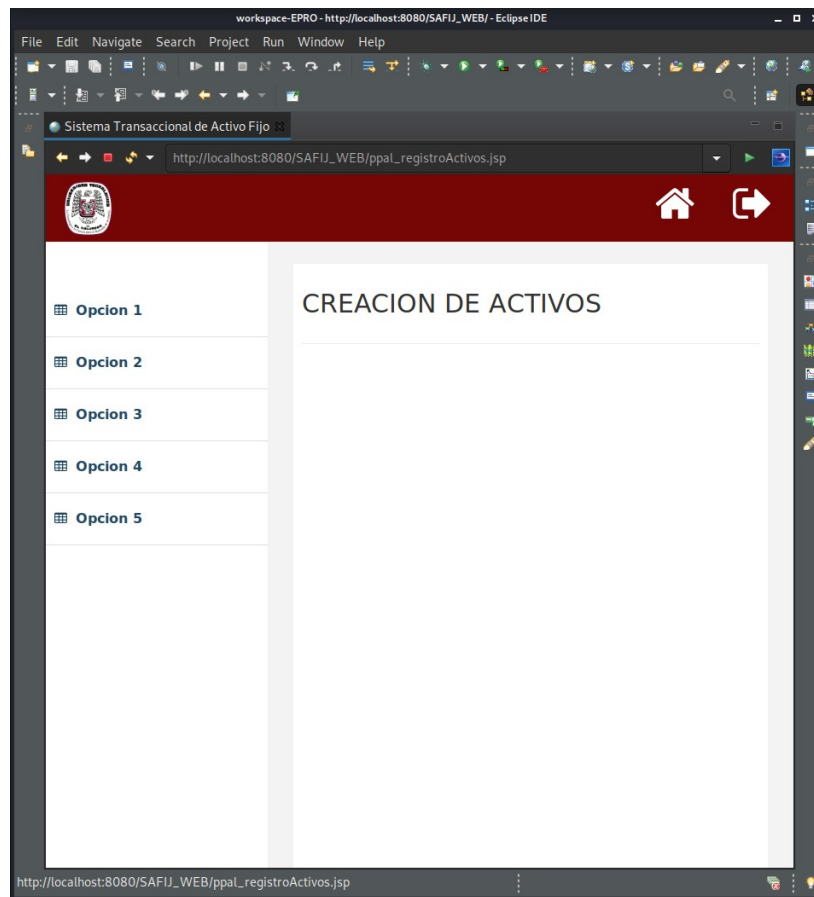 workspace-EPRO - http://localhost:8080/SAFIJ_WEB/ - Eclipse IDE
File Edit Navigate Search Project Run Window Help
Sistema Transaccional de Activo Fijo
http://localhost:8080/SAFIJ_WEB/ppal_registroActivos.jsp
CREACION DE ACTIVOS
Opcion 1
Opcion 2
Opcion 3
Opcion 4
Opcion 5
http://localhost:8080/SAFIJ_WEB/ppal_registroActivos.jsp